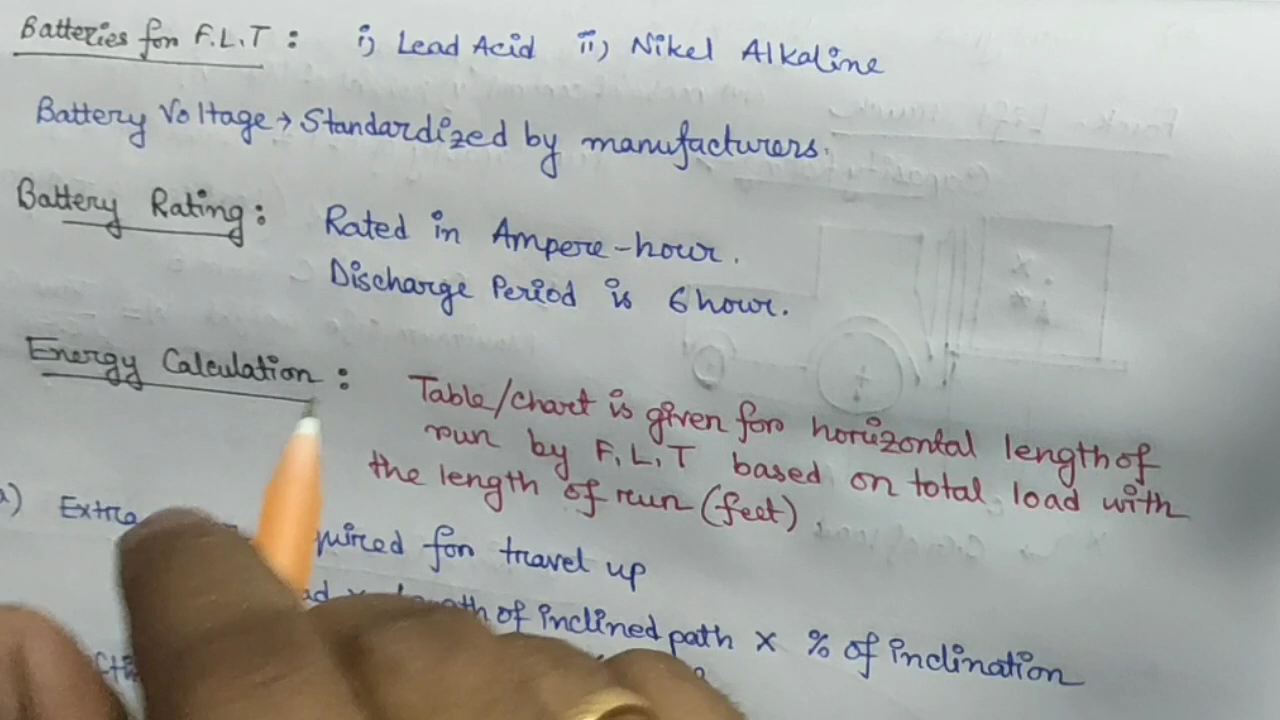 Batteries for F.L.T : i) Lead Acid ii) Nikel Alkaline
Battery Voltage → Standardized by manufacturers.
Battery Rating : Rated in Ampere-hour.
Discharge Period is 6 hour.
Energy Calculation : Table/chart is given for horizontal length of
run by F.L.T based on total load with
the length of run (feet).
a) Extra for travel up
of inclined path x % of inclination